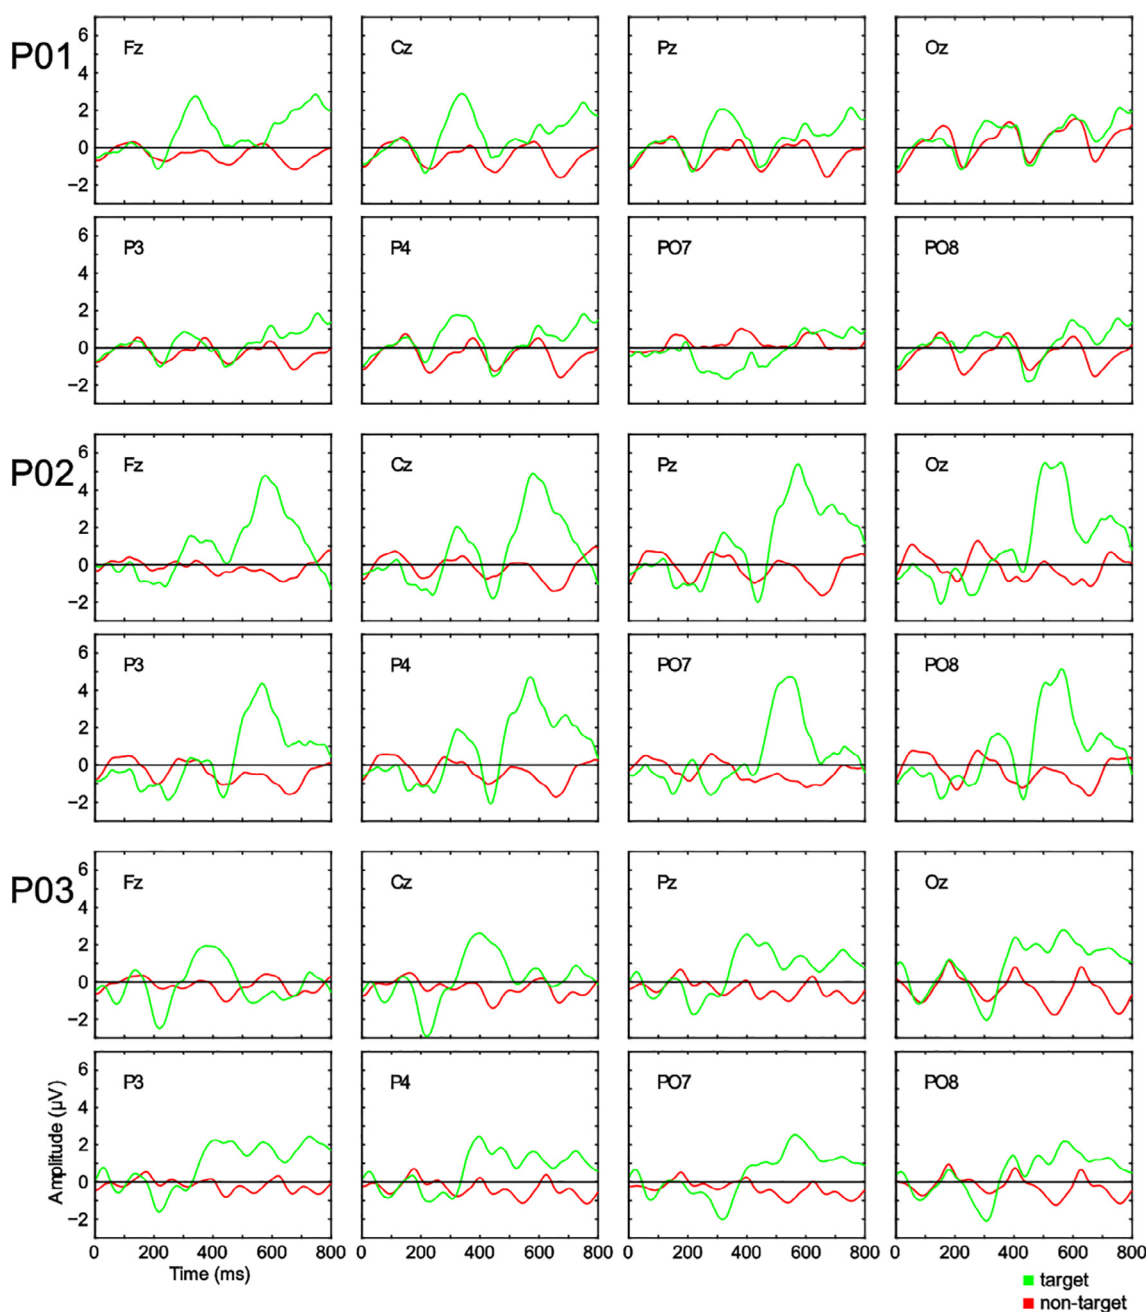 P01
Fz
Cz
Pz
Oz
6
4
2
0
−2
P3
P4
PO7
PO8
6
4
2
0
−2
P02
Fz
Cz
Pz
Oz
6
4
2
0
−2
P3
P4
PO7
PO8
6
4
2
0
−2
P03
Fz
Cz
Pz
Oz
6
4
2
0
−2
P3
P4
PO7
PO8
Amplitude (µV)
6
4
2
0
−2
0 200 400 600 800 0 200 400 600 800 0 200 400 600 800 0 200 400 600 800
Time (ms)
target
non-target